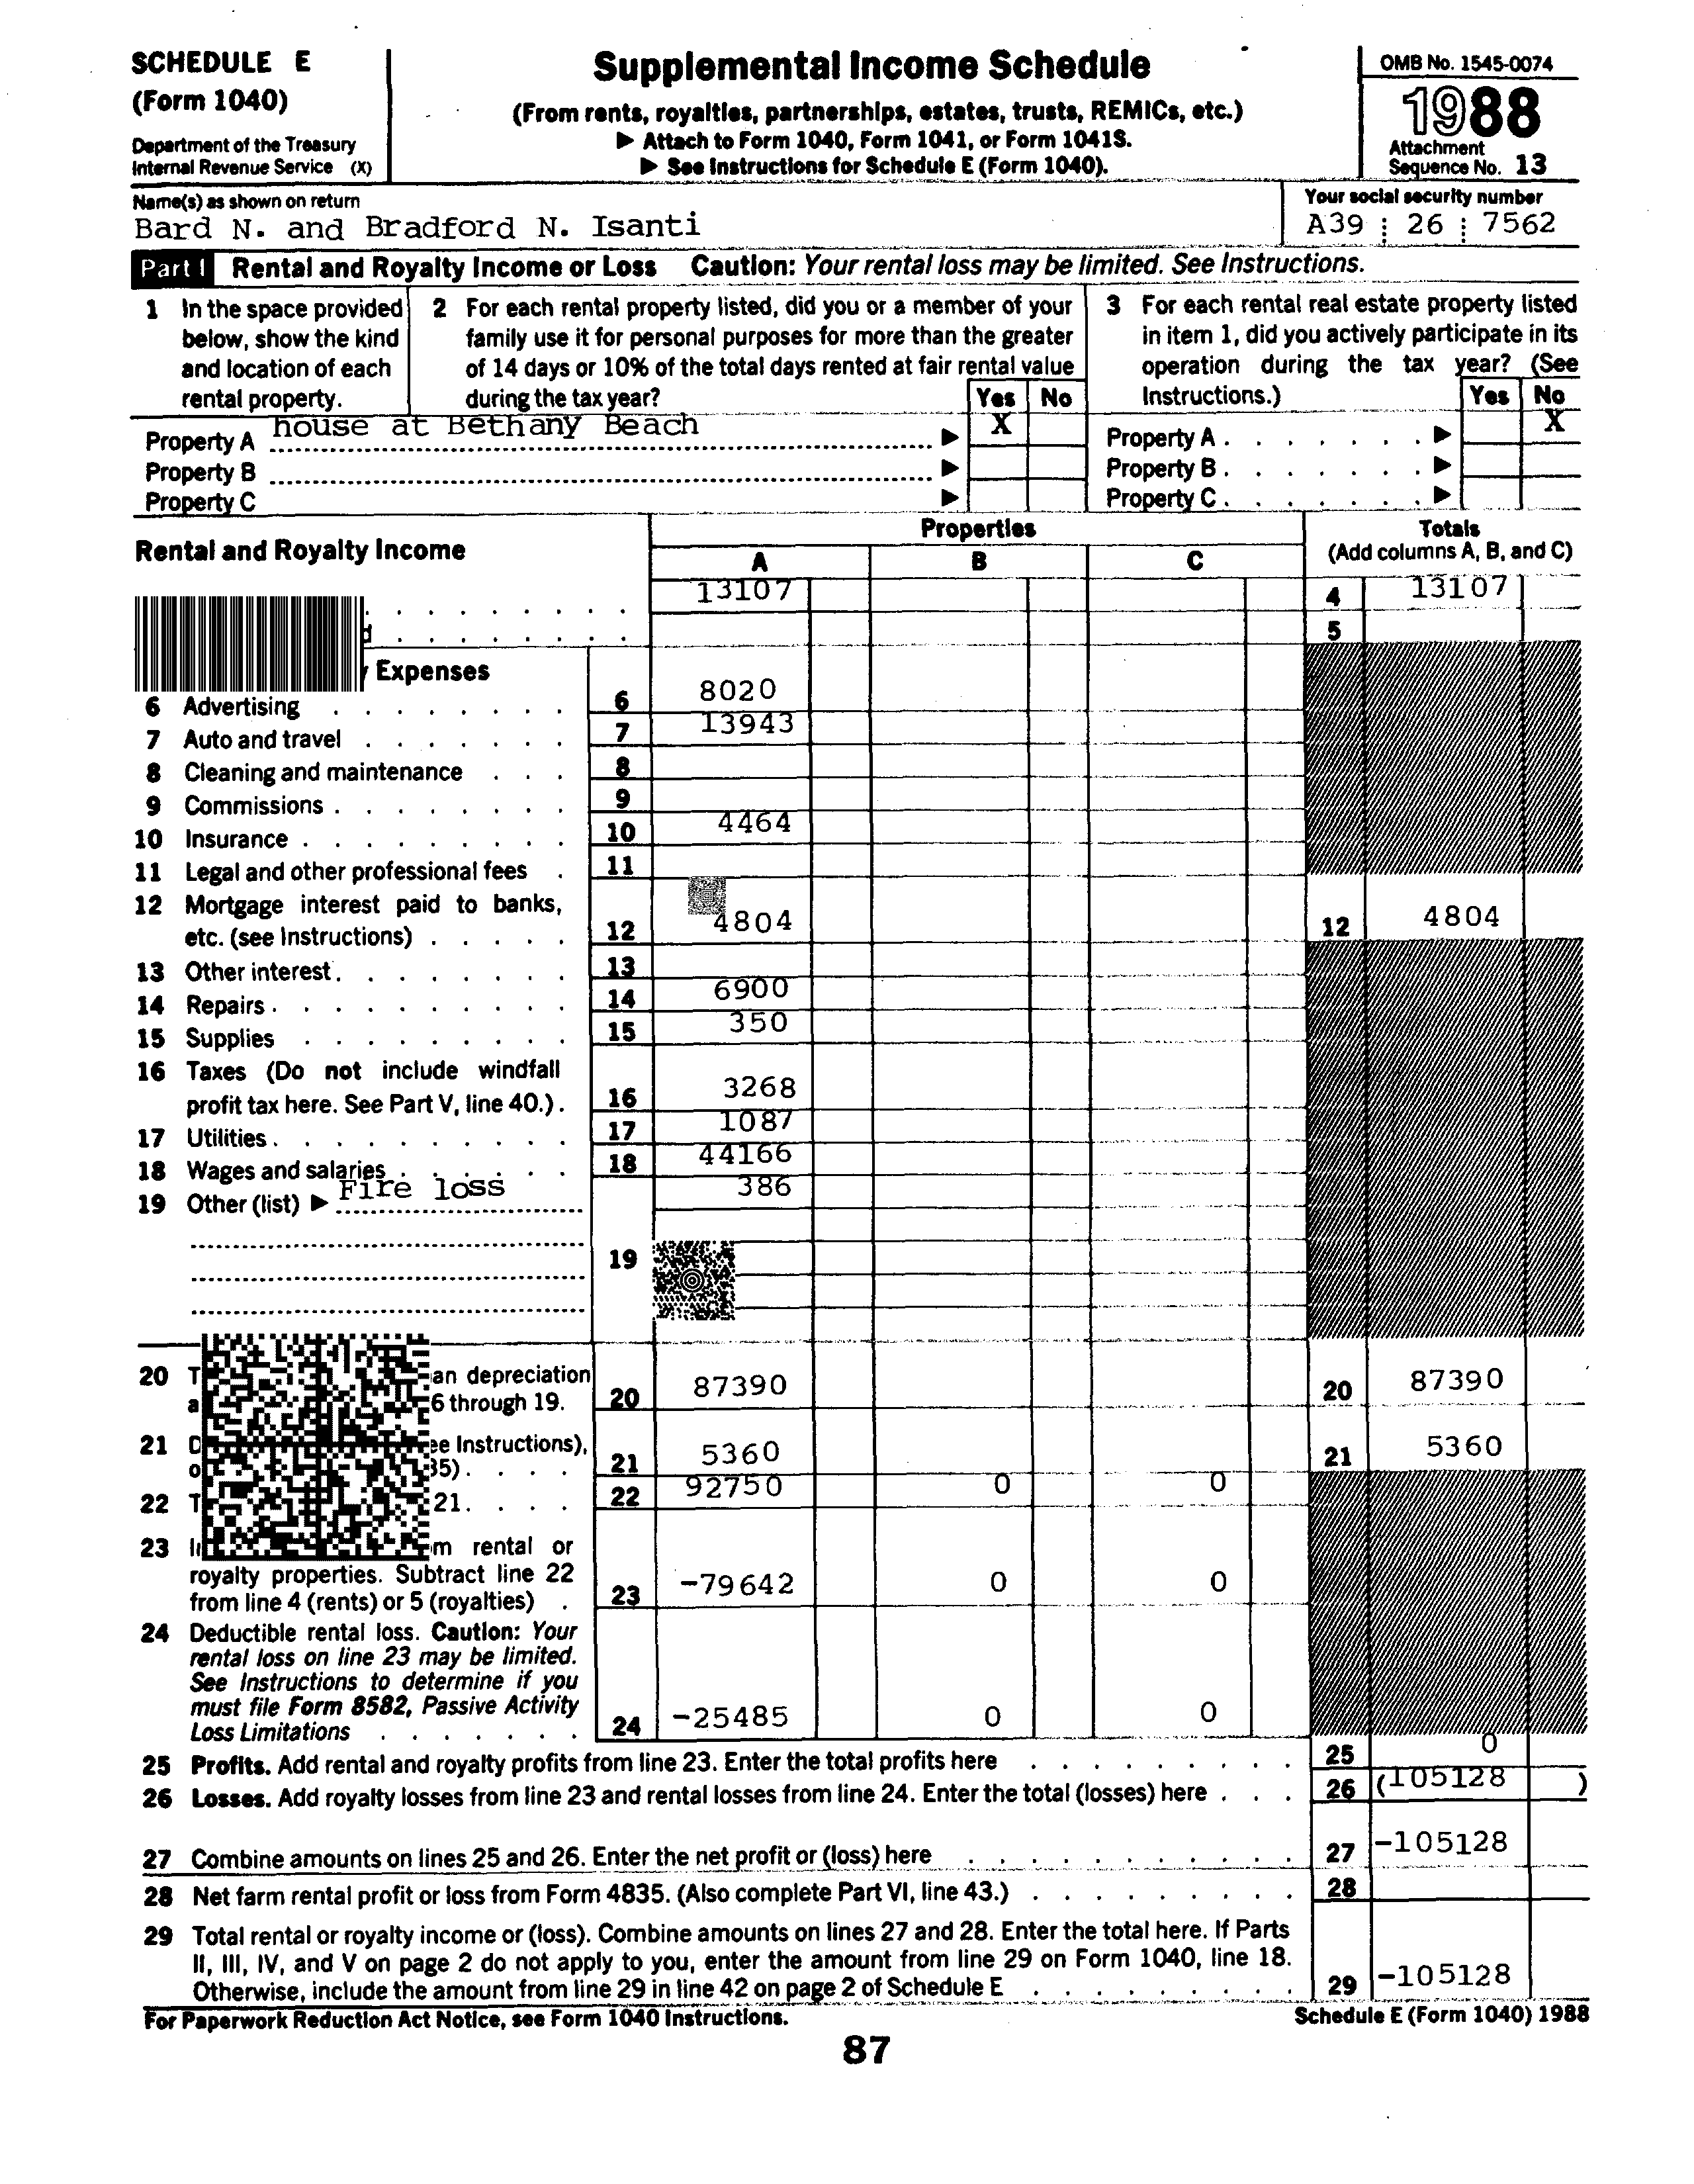 SCHEDULE E
(Form 1040)
Department of the Treasury
Internal Revenue Service (X)
Supplemental Income Schedule
(From rents, royalties, partnerships, estates, trusts, REMICs, etc.)
▶ Attach to Form 1040, Form 1041, or Form 1041S.
▶ See Instructions for Schedule E (Form 1040).
OMB No. 1545-0074
1988
Attachment
Sequence No. 13
Name(s) as shown on return
Bard N. and Bradford N. Isanti
Your social security number
A39 26 7562
Part I Rental and Royalty Income or Loss Caution: Your rental loss may be limited. See Instructions.
1 In the space provided
below, show the kind
and location of each
rental property.
2 For each rental property listed, did you or a member of your
family use it for personal purposes for more than the greater
of 14 days or 10% of the total days rented at fair rental value
during the tax year?
Yes No
3 For each rental real estate property listed
in item 1, did you actively participate in its
operation during the tax year? (See
Instructions.)
Yes No
Property A house at Bethany Beach ▶ X
Property B ▶
Property C ▶
Property A . . . . . . . ▶ X
Property B . . . . . . . ▶
Property C . . . . . . . ▶
Rental and Royalty Income
Properties
A B C
Totals
(Add columns A, B, and C)
13107 4 13107
5
Expenses
6 Advertising . . . . . . . . 6 8020
7 Auto and travel . . . . . . . 7 13943
8 Cleaning and maintenance . . . 8
9 Commissions . . . . . . . . 9
10 Insurance . . . . . . . . . 10 4464
11 Legal and other professional fees . 11
12 Mortgage interest paid to banks,
etc. (see Instructions) . . . . . 12 4804 12 4804
13 Other interest . . . . . . . . 13
14 Repairs . . . . . . . . . . 14 6900
15 Supplies . . . . . . . . . 15 350
16 Taxes (Do not include windfall
profit tax here. See Part V, line 40.) . 16 3268
17 Utilities . . . . . . . . . . 17 1087
18 Wages and salaries . . . . . . 18 44166
19 Other (list) ▶ Fire loss 386
19
20 an depreciation
6 through 19. 20 87390 20 87390
21 ee Instructions),
35). . . . 21 5360 21 5360
22 21. . . . 22 92750 0 0
23 rental or
royalty properties. Subtract line 22
from line 4 (rents) or 5 (royalties) . 23 -79642 0 0
24 Deductible rental loss. Caution: Your
rental loss on line 23 may be limited.
See Instructions to determine if you
must file Form 8582, Passive Activity
Loss Limitations . . . . . . . 24 -25485 0 0
25 Profits. Add rental and royalty profits from line 23. Enter the total profits here . . . . . . . . . 25 0
26 Losses. Add royalty losses from line 23 and rental losses from line 24. Enter the total (losses) here . . . 26 (105128 )
27 Combine amounts on lines 25 and 26. Enter the net profit or (loss) here . . . . . . . . . . . 27 -105128
28 Net farm rental profit or loss from Form 4835. (Also complete Part VI, line 43.) . . . . . . . . 28
29 Total rental or royalty income or (loss). Combine amounts on lines 27 and 28. Enter the total here. If Parts
II, III, IV, and V on page 2 do not apply to you, enter the amount from line 29 on Form 1040, line 18.
Otherwise, include the amount from line 29 in line 42 on page 2 of Schedule E . . . . . . . . 29 -105128
For Paperwork Reduction Act Notice, see Form 1040 Instructions. Schedule E (Form 1040) 1988
87